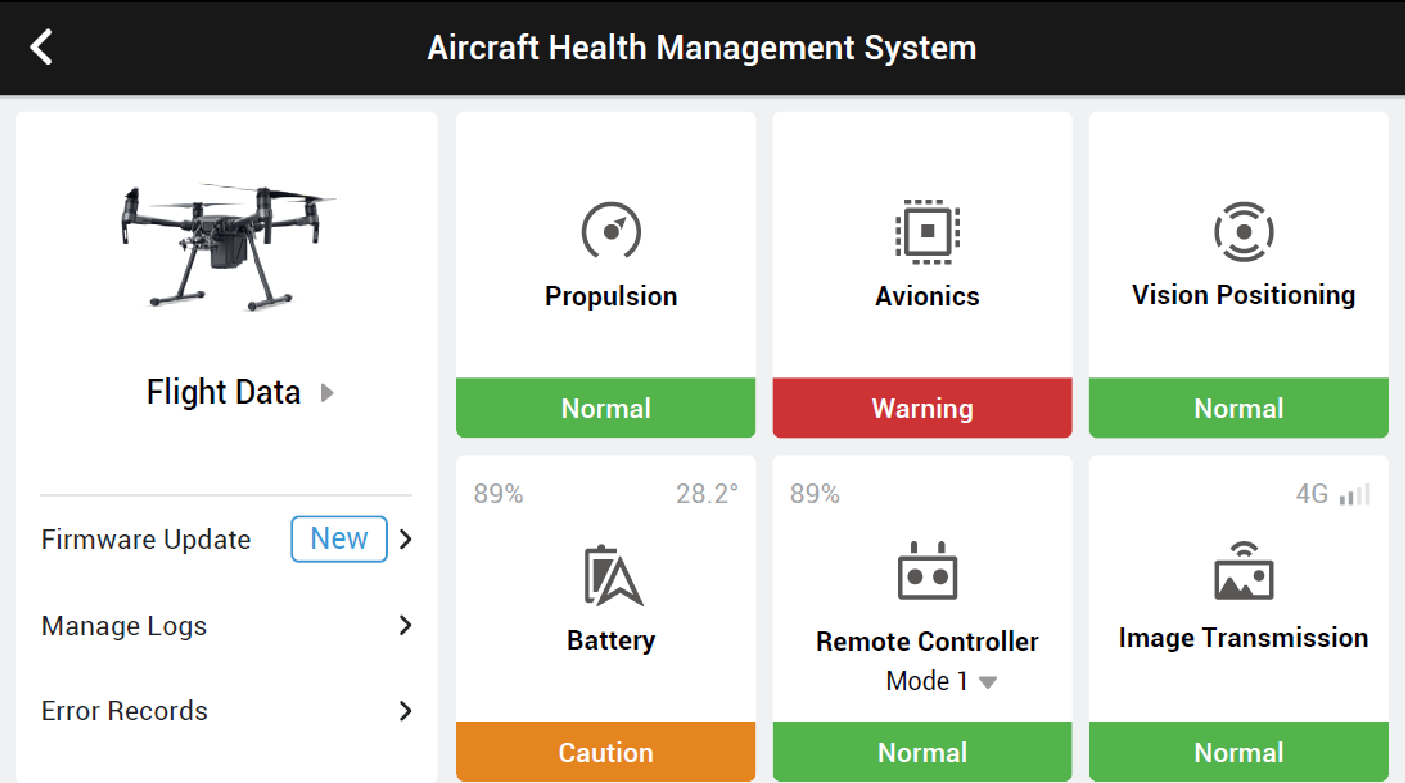 Aircraft Health Management System
Flight Data
Firmware Update New
Manage Logs
Error Records
Propulsion
Normal
Avionics
Warning
Vision Positioning
Normal
89% 28.2°
Battery
Caution
89%
Remote Controller
Mode 1
Normal
4G
Image Transmission
Normal